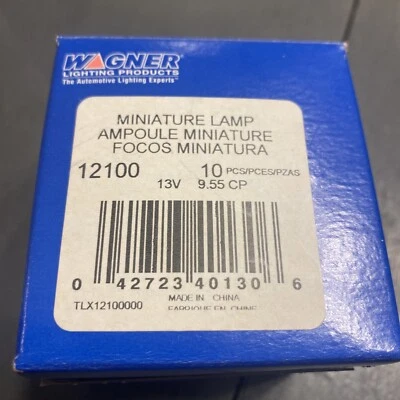 WAGNER
LIGHTING PRODUCTS
The Automotive Lighting Experts™
MINIATURE LAMP
AMPOULE MINIATURE
FOCOS MINIATURA
12100 10 PCS/PCES/PZAS
13V 9.55 CP
0 42723 40130 6
TLX12100000 MADE IN CHINA
FABRIQUE EN CHINE